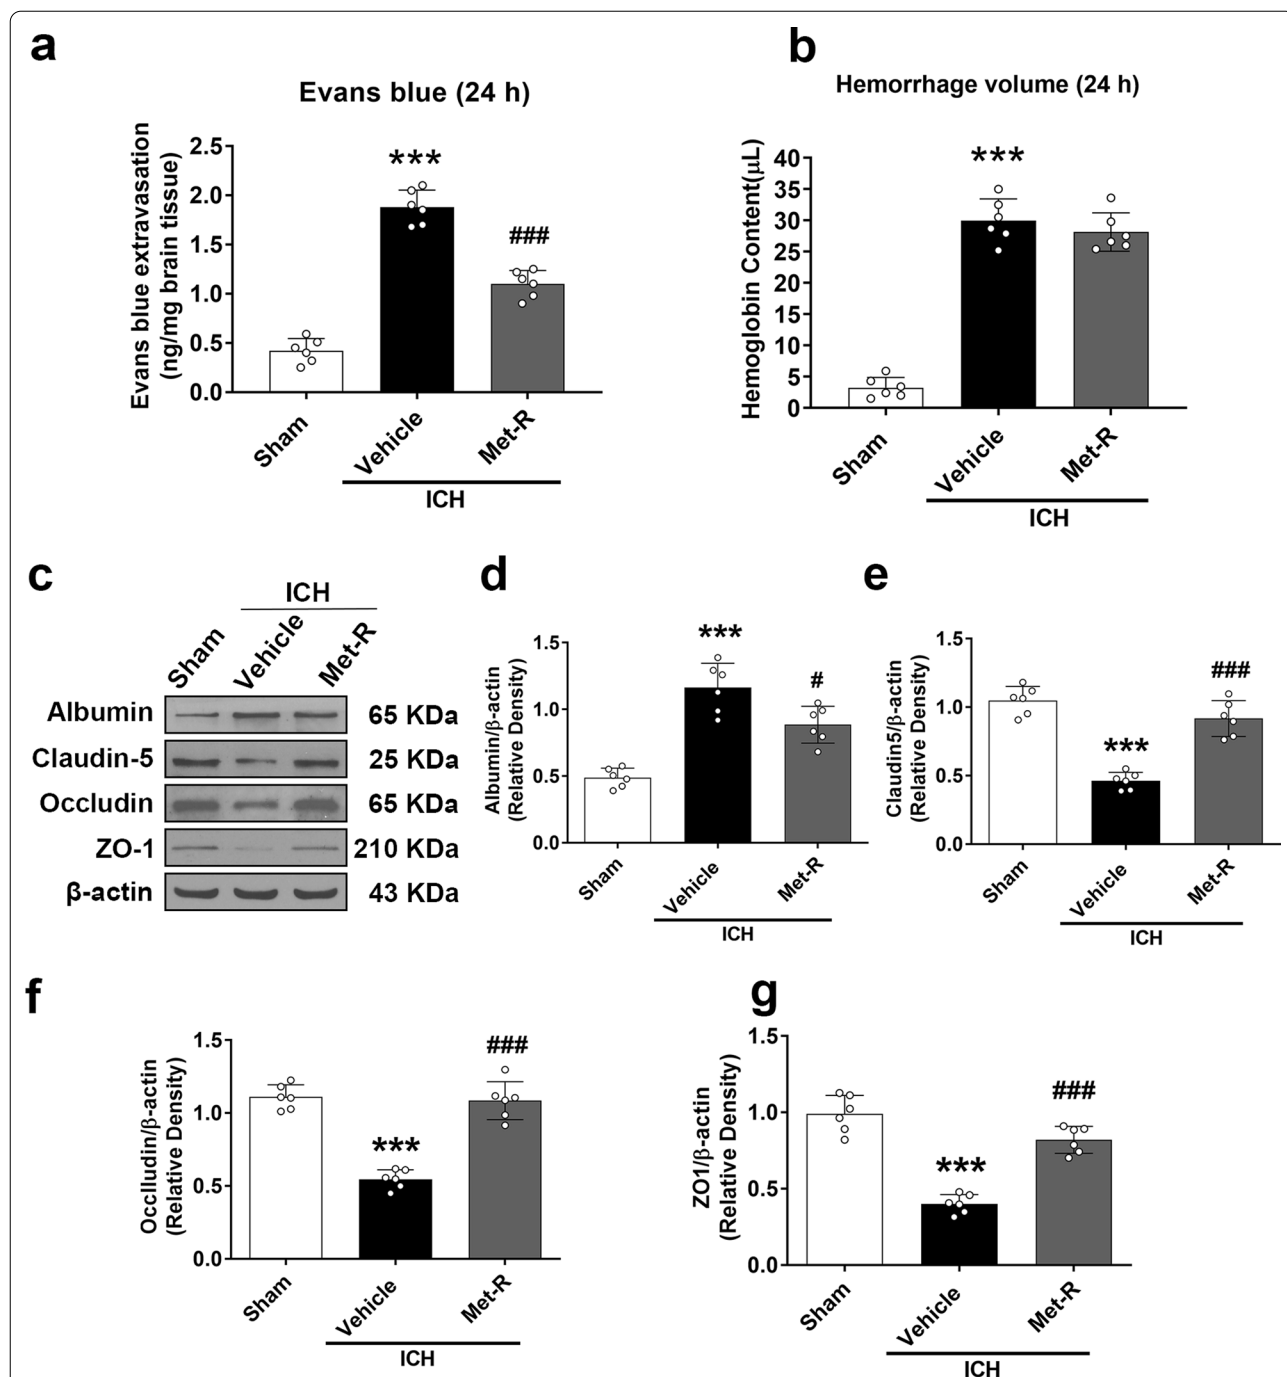 a
Evans blue (24 h)
Evans blue extravasation
(ng/mg brain tissue)
2.5
2.0
1.5
1.0
0.5
0.0
***
###
Sham
Vehicle
Met-R
ICH
b
Hemorrhage volume (24 h)
Hemoglobin Content(μL)
40
35
30
25
20
15
10
5
0
***
Sham
Vehicle
Met-R
ICH
c
ICH
Sham
Vehicle
Met-R
Albumin 65 KDa
Claudin-5 25 KDa
Occludin 65 KDa
ZO-1 210 KDa
β-actin 43 KDa
d
Albumin/β-actin
(Relative Density)
1.5
1.0
0.5
0.0
***
#
Sham
Vehicle
Met-R
ICH
e
Claudin5/β-actin
(Relative Density)
1.5
1.0
0.5
0.0
***
###
Sham
Vehicle
Met-R
ICH
f
Occlludin/β-actin
(Relative Density)
1.5
1.0
0.5
0.0
***
###
Sham
Vehicle
Met-R
ICH
g
ZO1/β-actin
(Relative Density)
1.5
1.0
0.5
0.0
***
###
Sham
Vehicle
Met-R
ICH